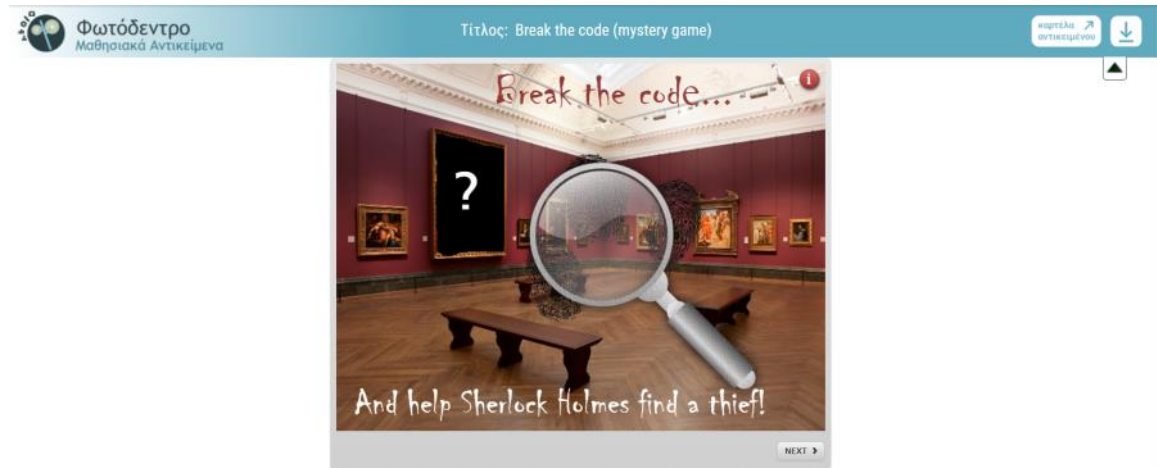 Φωτόδεντρο
Μαθησιακά Αντικείμενα
Τίτλος: Break the code (mystery game)
καρτέλα
αντικειμένου
Break the code...
i
?
And help Sherlock Holmes find a thief!
NEXT